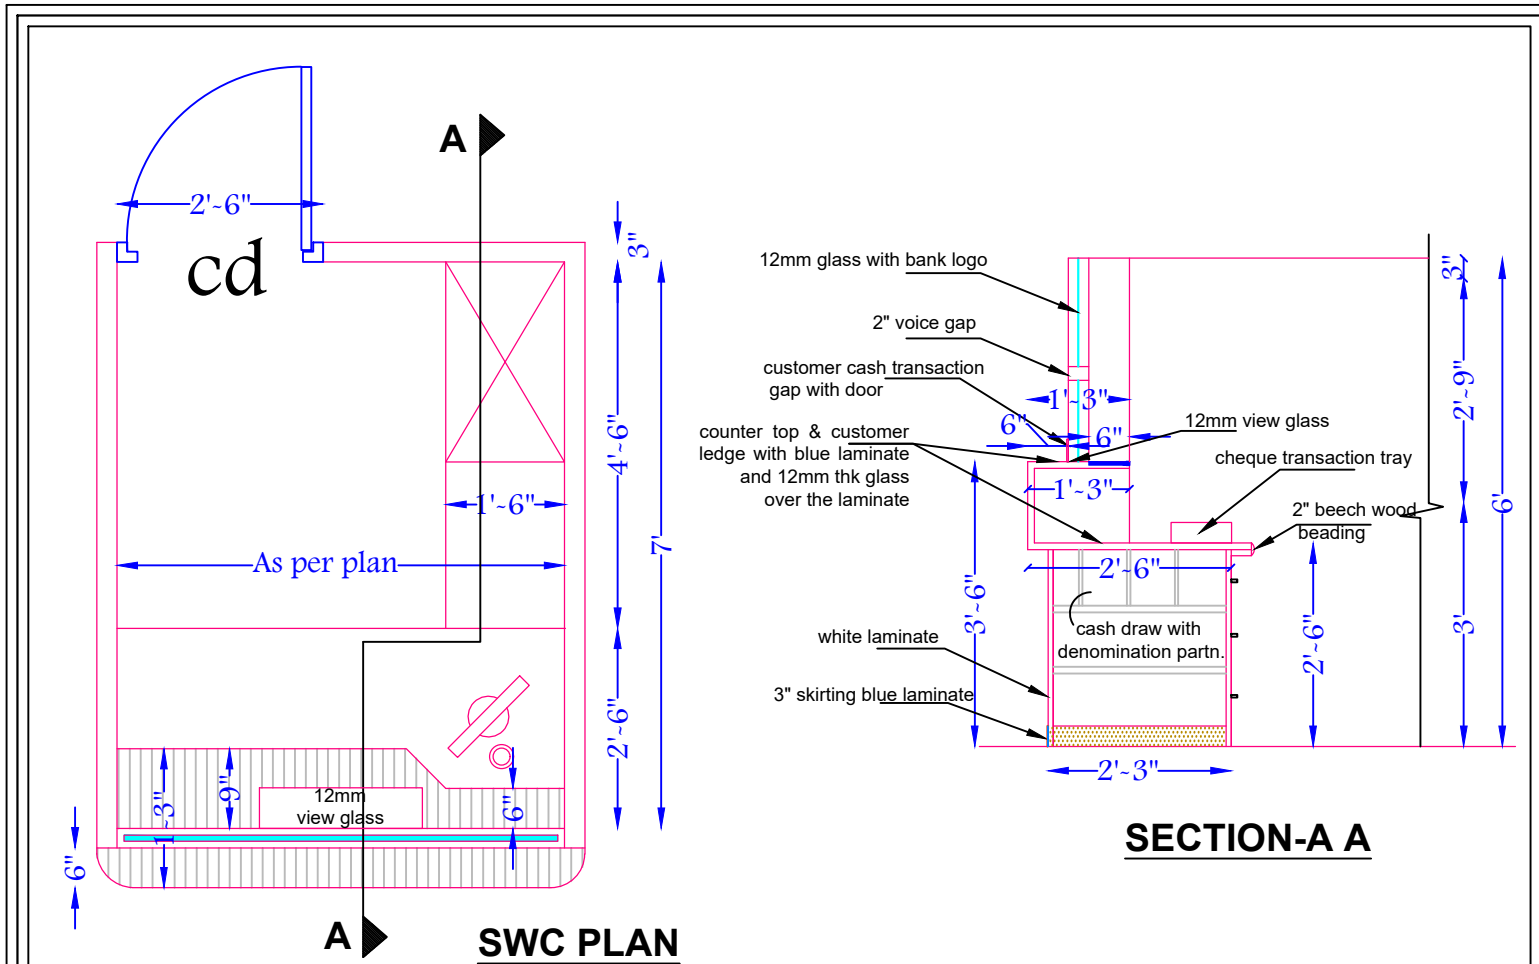 A
2'~6"
cd
3"
4'~6"
1'~6"
7'
As per plan
2'~6"
12mm
view glass
9"
1~3"
6"
6"
A
SWC PLAN
12mm glass with bank logo
2" voice gap
customer cash transaction
gap with door
1'~3"
6"
6"
12mm view glass
counter top & customer
ledge with blue laminate
and 12mm thk glass
over the laminate
cheque transaction tray
1'~3"
2" beech wood
beading
2'~6"
3'~6"
cash draw with
denomination partn.
white laminate
3" skirting blue laminate
2'~6"
2'~3"
3"
2'~9"
6'
3'
SECTION-A A